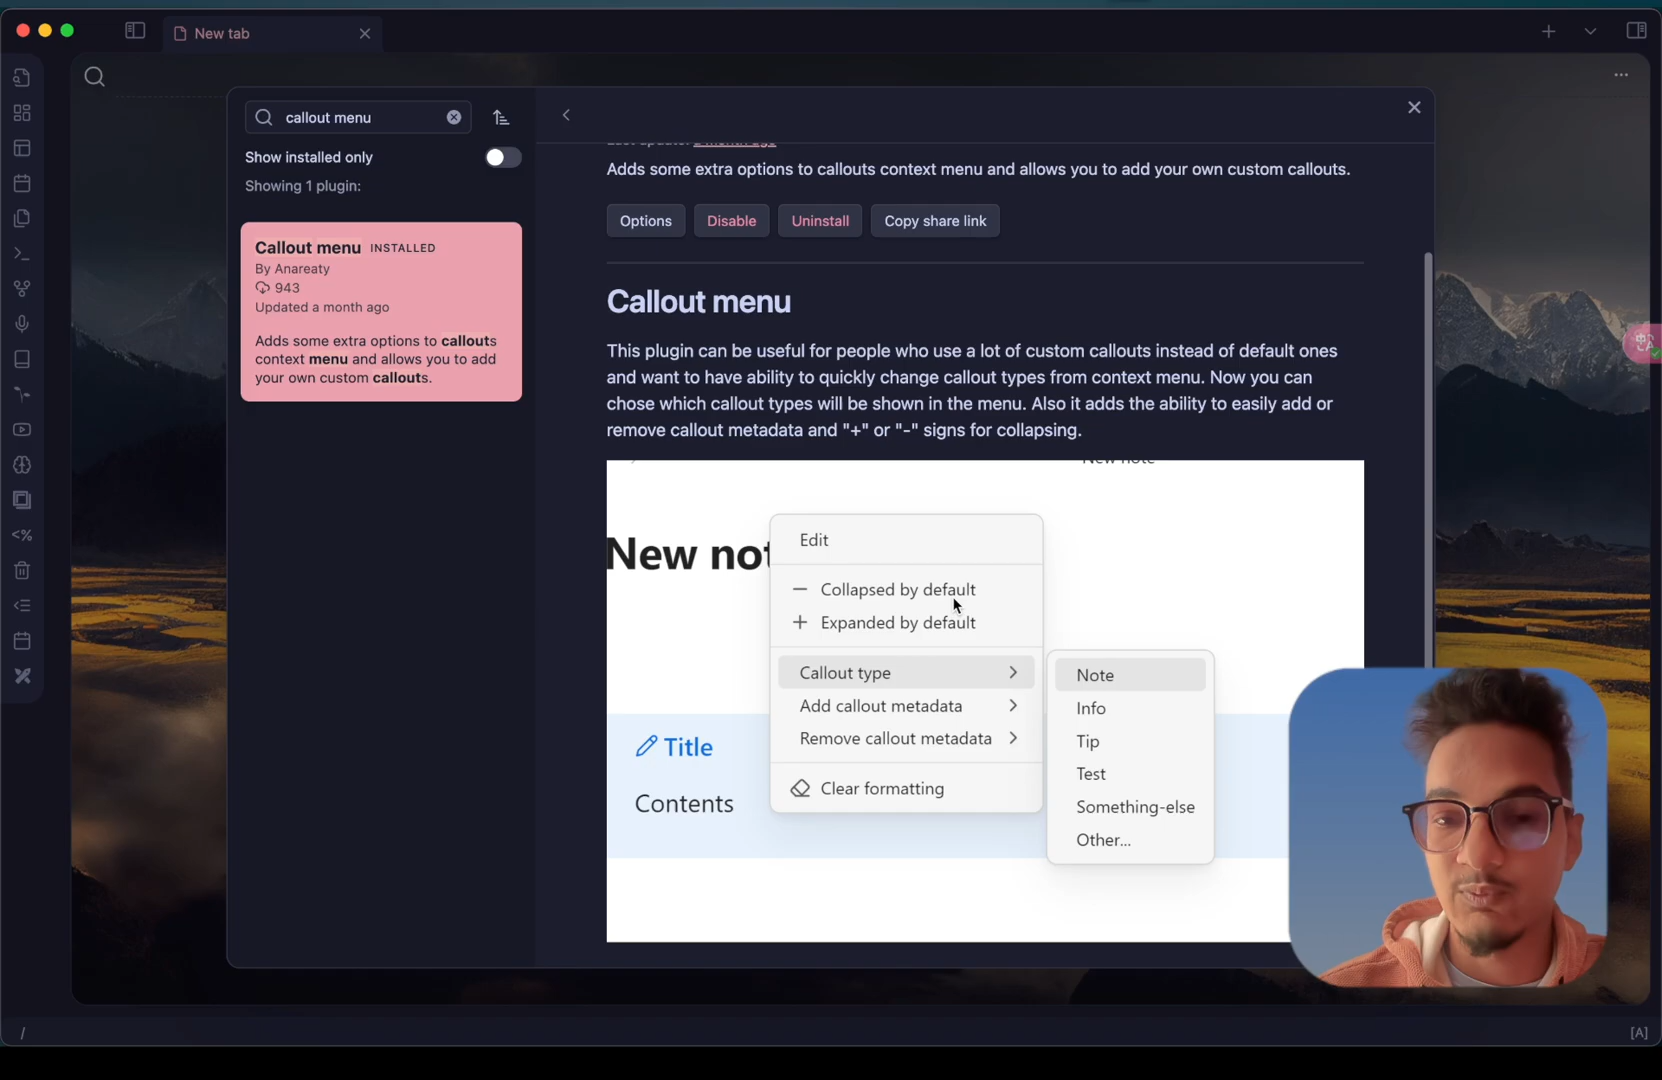 New tab
callout menu
Show installed only
Showing 1 plugin:
Callout menu INSTALLED
By Anareaty
943
Updated a month ago
Adds some extra options to callouts
context menu and allows you to add
your own custom callouts.
Adds some extra options to callouts context menu and allows you to add your own custom callouts.
Options
Disable
Uninstall
Copy share link
Callout menu
This plugin can be useful for people who use a lot of custom callouts instead of default ones
and want to have ability to quickly change callout types from context menu. Now you can
chose which callout types will be shown in the menu. Also it adds the ability to easily add or
remove callout metadata and "+" or "-" signs for collapsing.
New note
New not
Edit
— Collapsed by default
+ Expanded by default
Callout type
Add callout metadata
Remove callout metadata
Clear formatting
Note
Info
Tip
Test
Something-else
Other...
Title
Contents
/
[A]